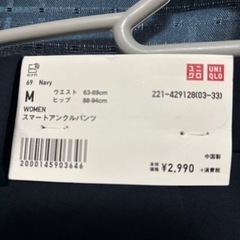 69 Navy
M
ウエスト 63-69cm
ヒップ 88-94cm
WOMEN
スマートアンクルパンツ
2000145903646
ユニ
クロ
UNI
QLO
221-429128(03-33)
中国製
¥2,990 +消費税